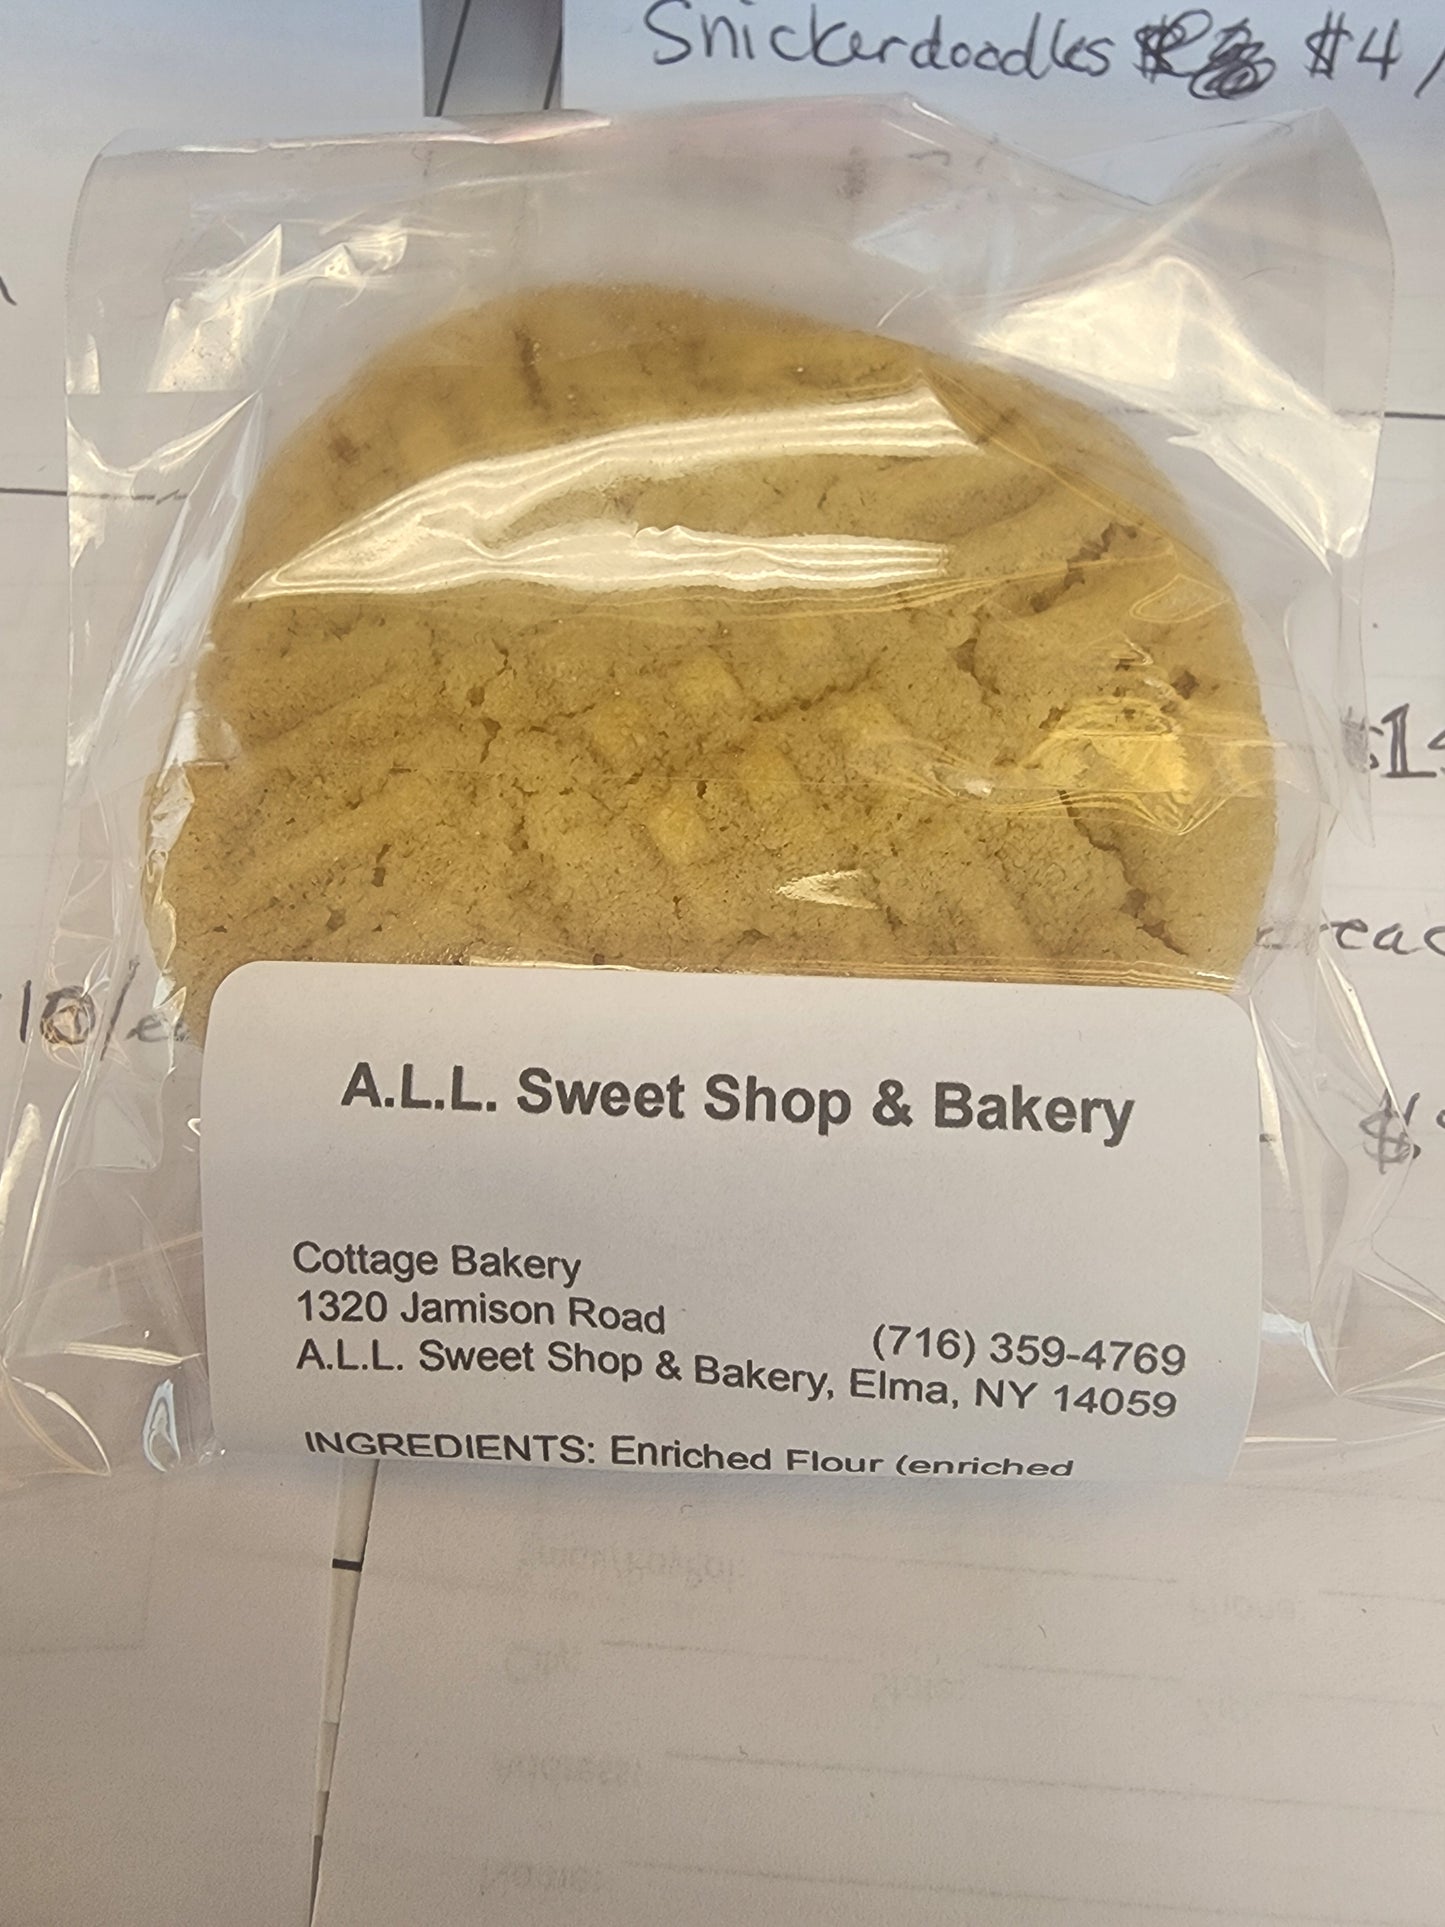 Snickerdoodles $4/
10/e
A.L.L. Sweet Shop & Bakery
Cottage Bakery
1320 Jamison Road
(716) 359-4769
A.L.L. Sweet Shop & Bakery, Elma, NY 14059
INGREDIENTS: Enriched Flour (enriched